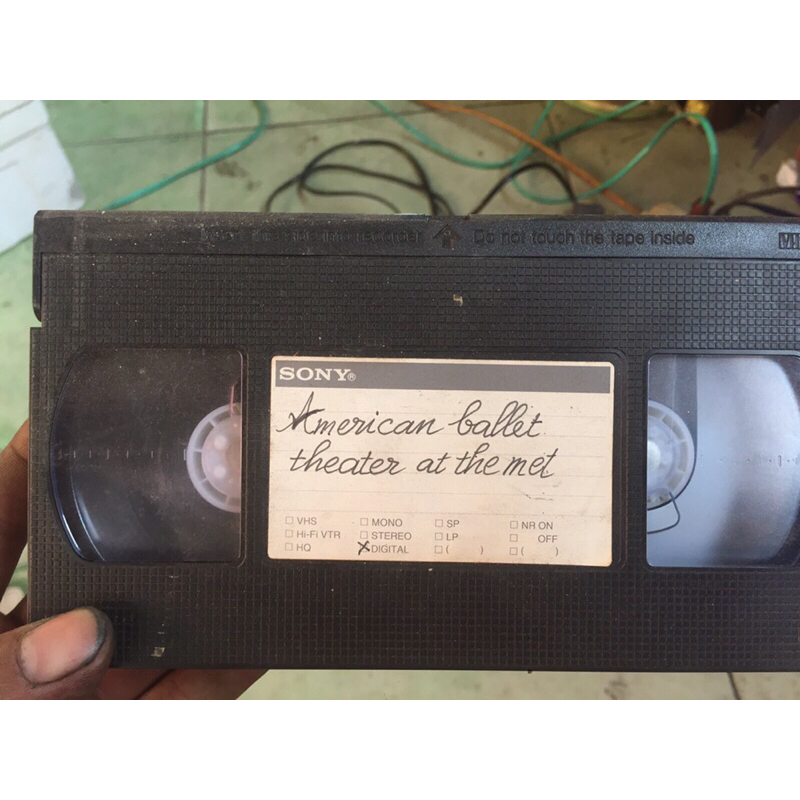 recorder Do not touch the tape inside
SONY®
American ballet
theater at the met
VHS MONO SP NR ON
Hi-Fi VTR STEREO LP OFF
HQ DIGITAL ( ) ( )